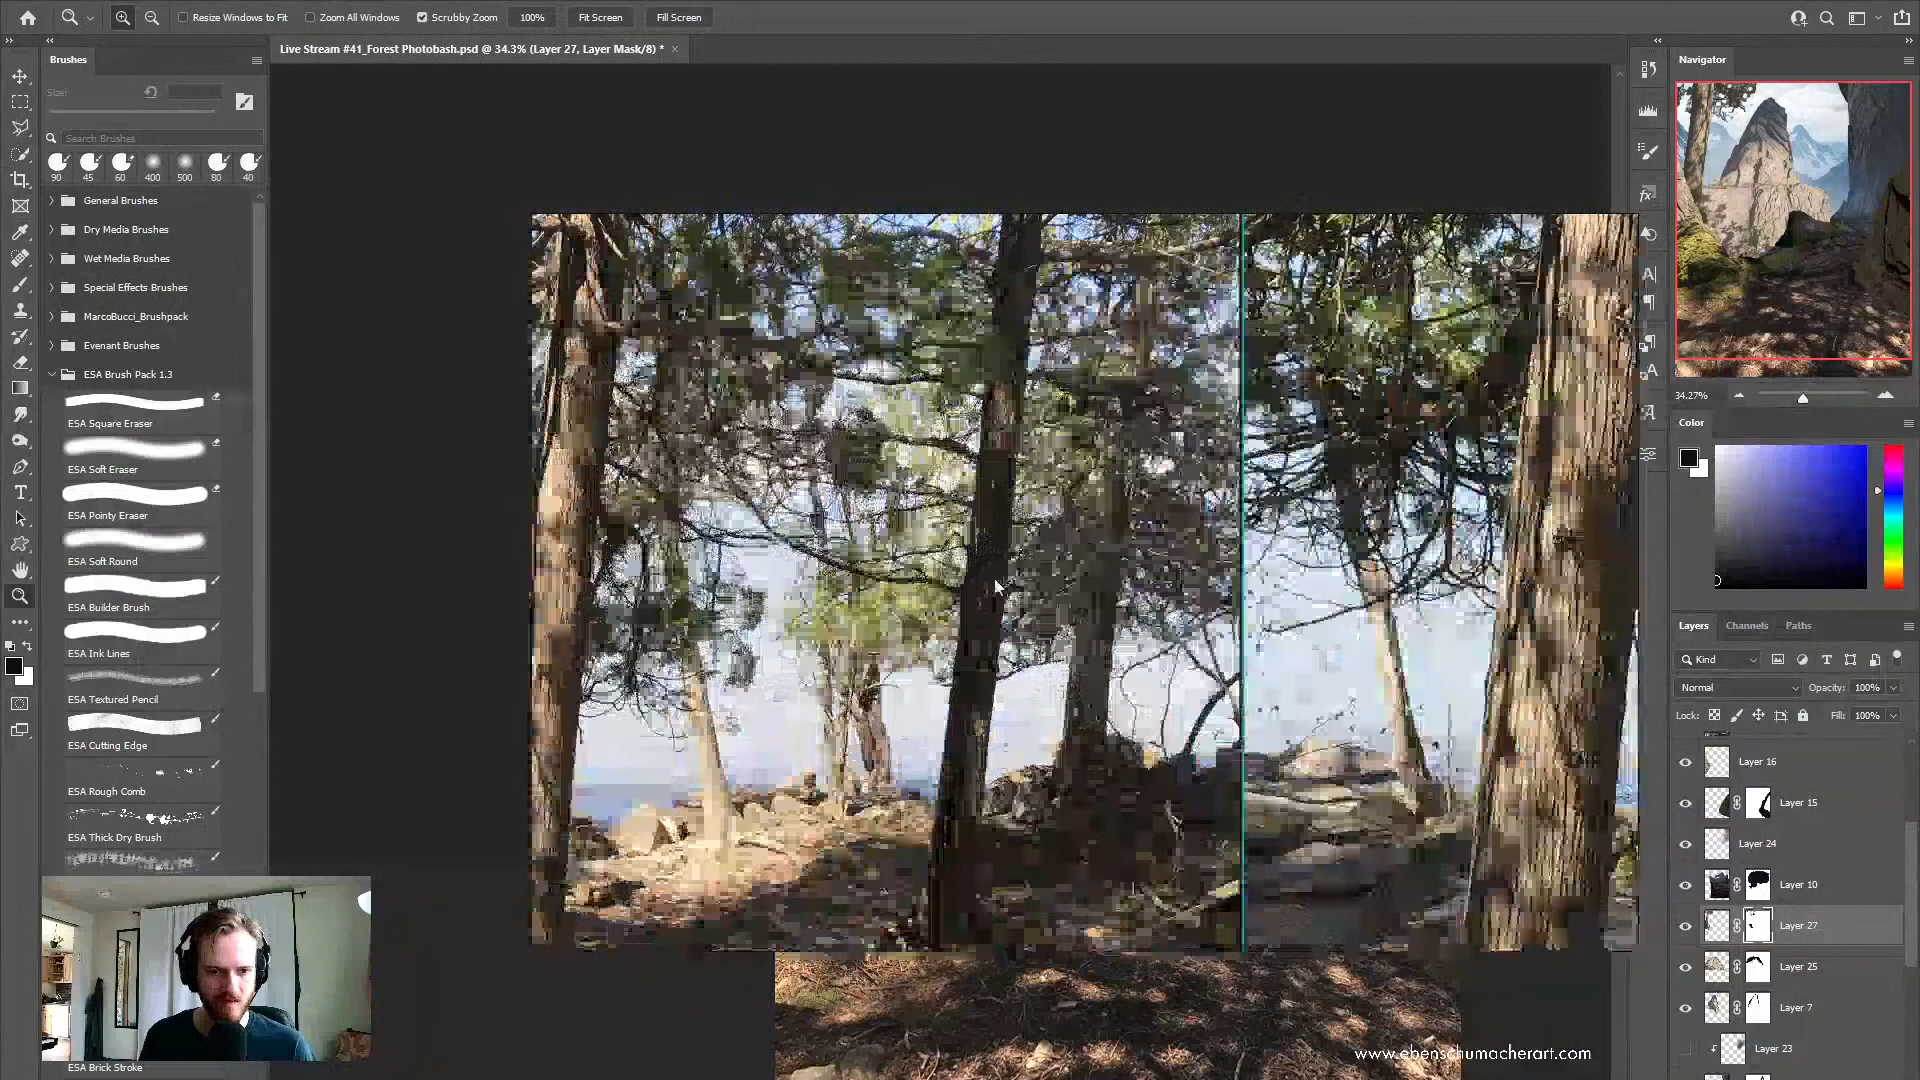 Resize Windows to Fit
Zoom All Windows
Scrubby Zoom
100%
Fit Screen
Fill Screen
Live Stream #41_Forest Photobash.psd @ 34.3% (Layer 27, Layer Mask/8) *
Brushes
Size:
Search Brushes
90
45
60
400
500
80
40
General Brushes
Dry Media Brushes
Wet Media Brushes
Special Effects Brushes
MarcoBucci_Brushpack
Evenant Brushes
ESA Brush Pack 1.3
ESA Square Eraser
ESA Soft Eraser
ESA Pointy Eraser
ESA Soft Round
ESA Builder Brush
ESA Ink Lines
ESA Textured Pencil
ESA Cutting Edge
ESA Rough Comb
ESA Thick Dry Brush
ESA Brick Stroke
www.ebenschumacherart.com
Navigator
34.27%
Color
Layers
Channels
Paths
Kind
Normal
Opacity: 100%
Lock:
Fill: 100%
Layer 16
Layer 15
Layer 24
Layer 10
Layer 27
Layer 25
Layer 7
Layer 23